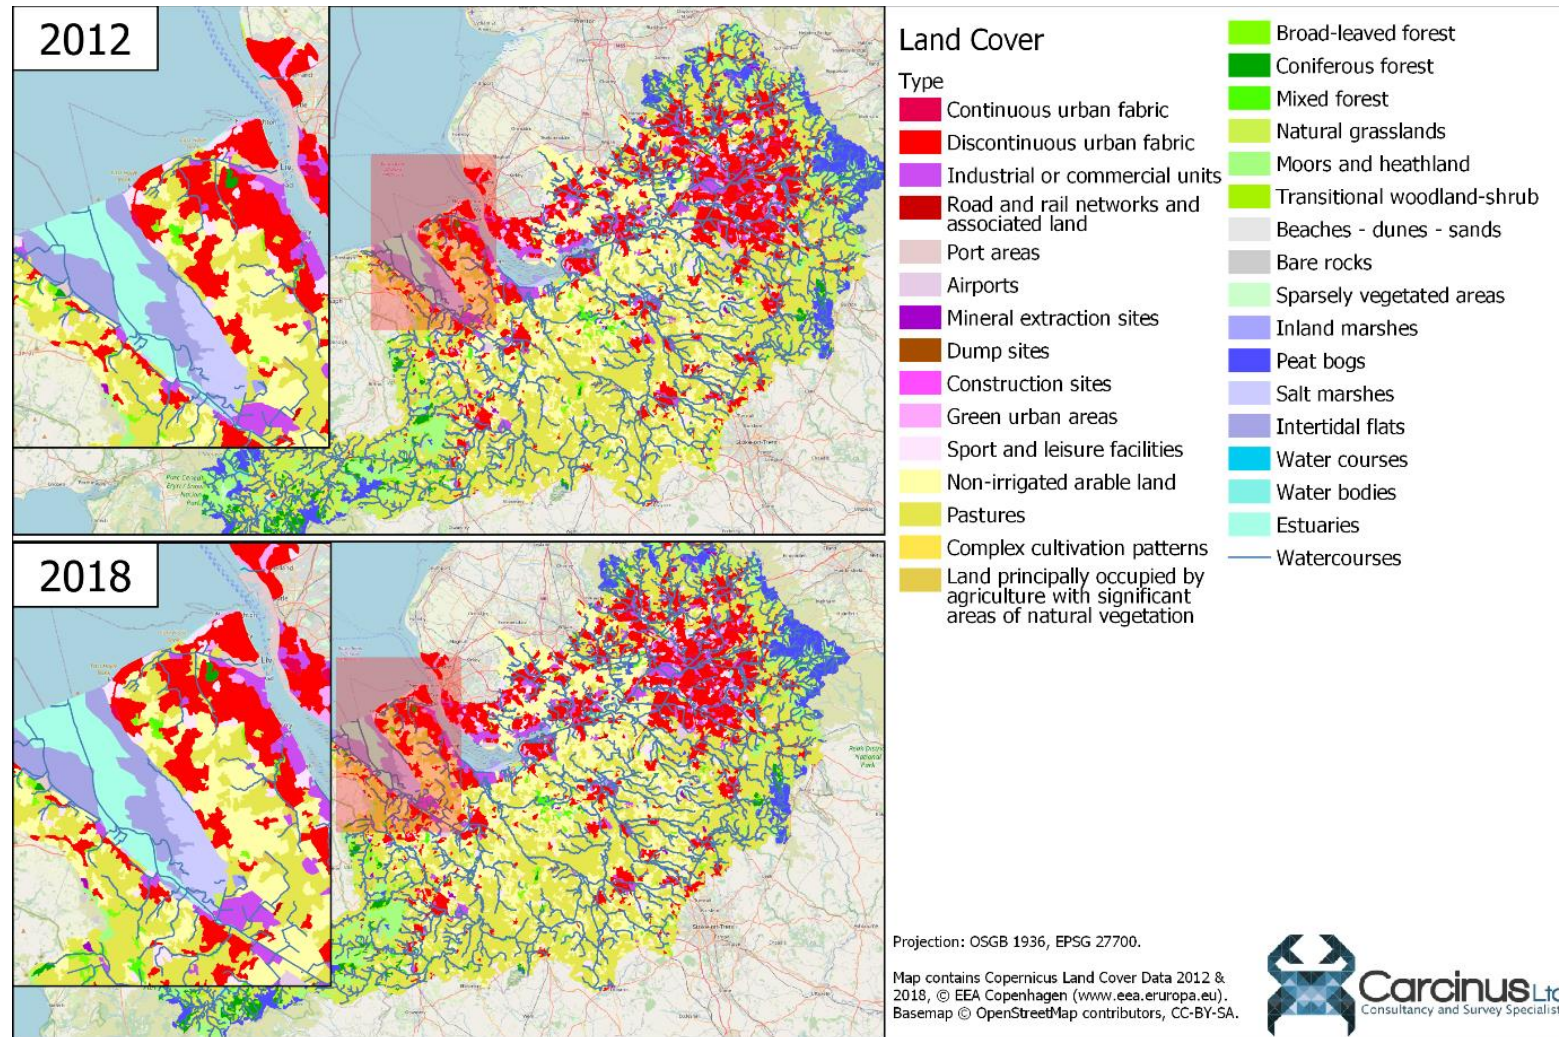 2012
2018
Land Cover
Type
Continuous urban fabric
Discontinuous urban fabric
Industrial or commercial units
Road and rail networks and
associated land
Port areas
Airports
Mineral extraction sites
Dump sites
Construction sites
Green urban areas
Sport and leisure facilities
Non-irrigated arable land
Pastures
Complex cultivation patterns
Land principally occupied by
agriculture with significant
areas of natural vegetation
Broad-leaved forest
Coniferous forest
Mixed forest
Natural grasslands
Moors and heathland
Transitional woodland-shrub
Beaches - dunes - sands
Bare rocks
Sparsely vegetated areas
Inland marshes
Peat bogs
Salt marshes
Intertidal flats
Water courses
Water bodies
Estuaries
Watercourses
Projection: OSGB 1936, EPSG 27700.
Map contains Copernicus Land Cover Data 2012 &
2018, © EEA Copenhagen (www.eea.eruropa.eu).
Basemap © OpenStreetMap contributors, CC-BY-SA.
Carcinus Ltd
Consultancy and Survey Specialist